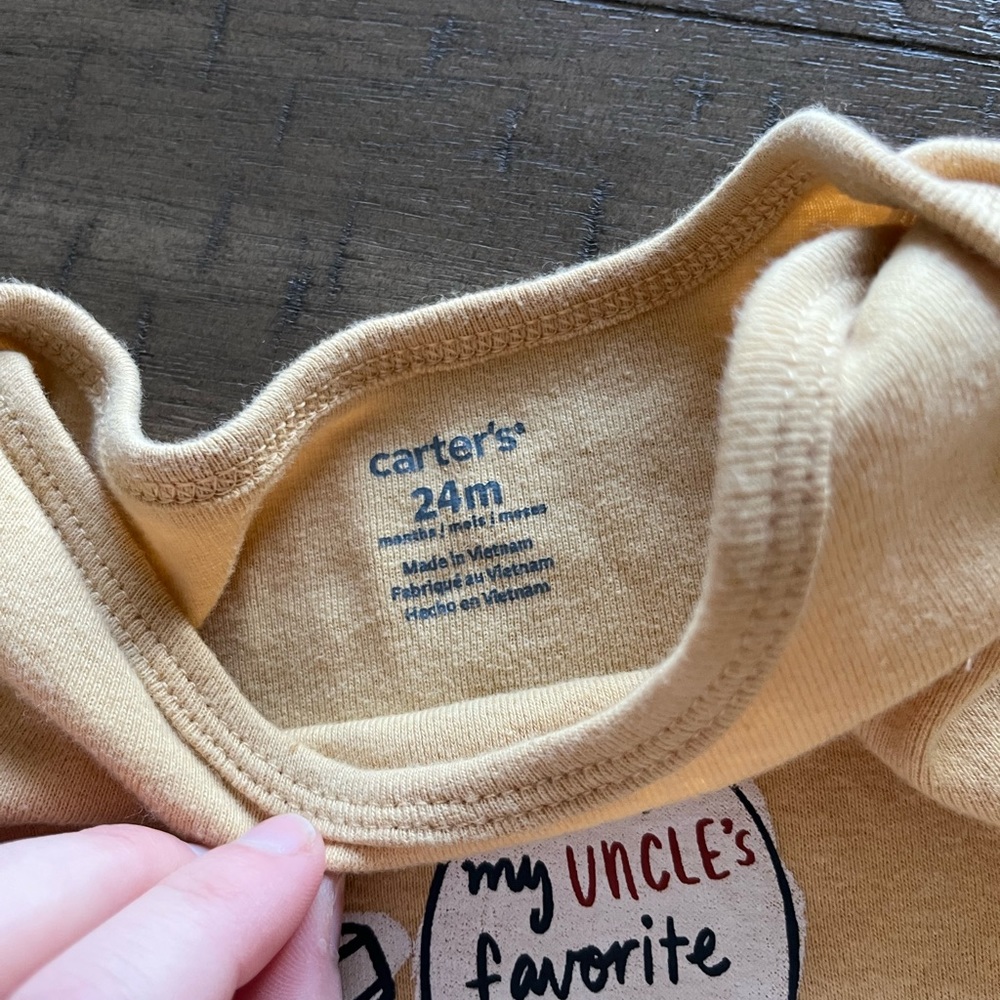 carter's®
24m
months / mois / meses
Made in Vietnam
Fabriqué au Vietnam
Hecho en Vietnam
my UNCLE's
favorite